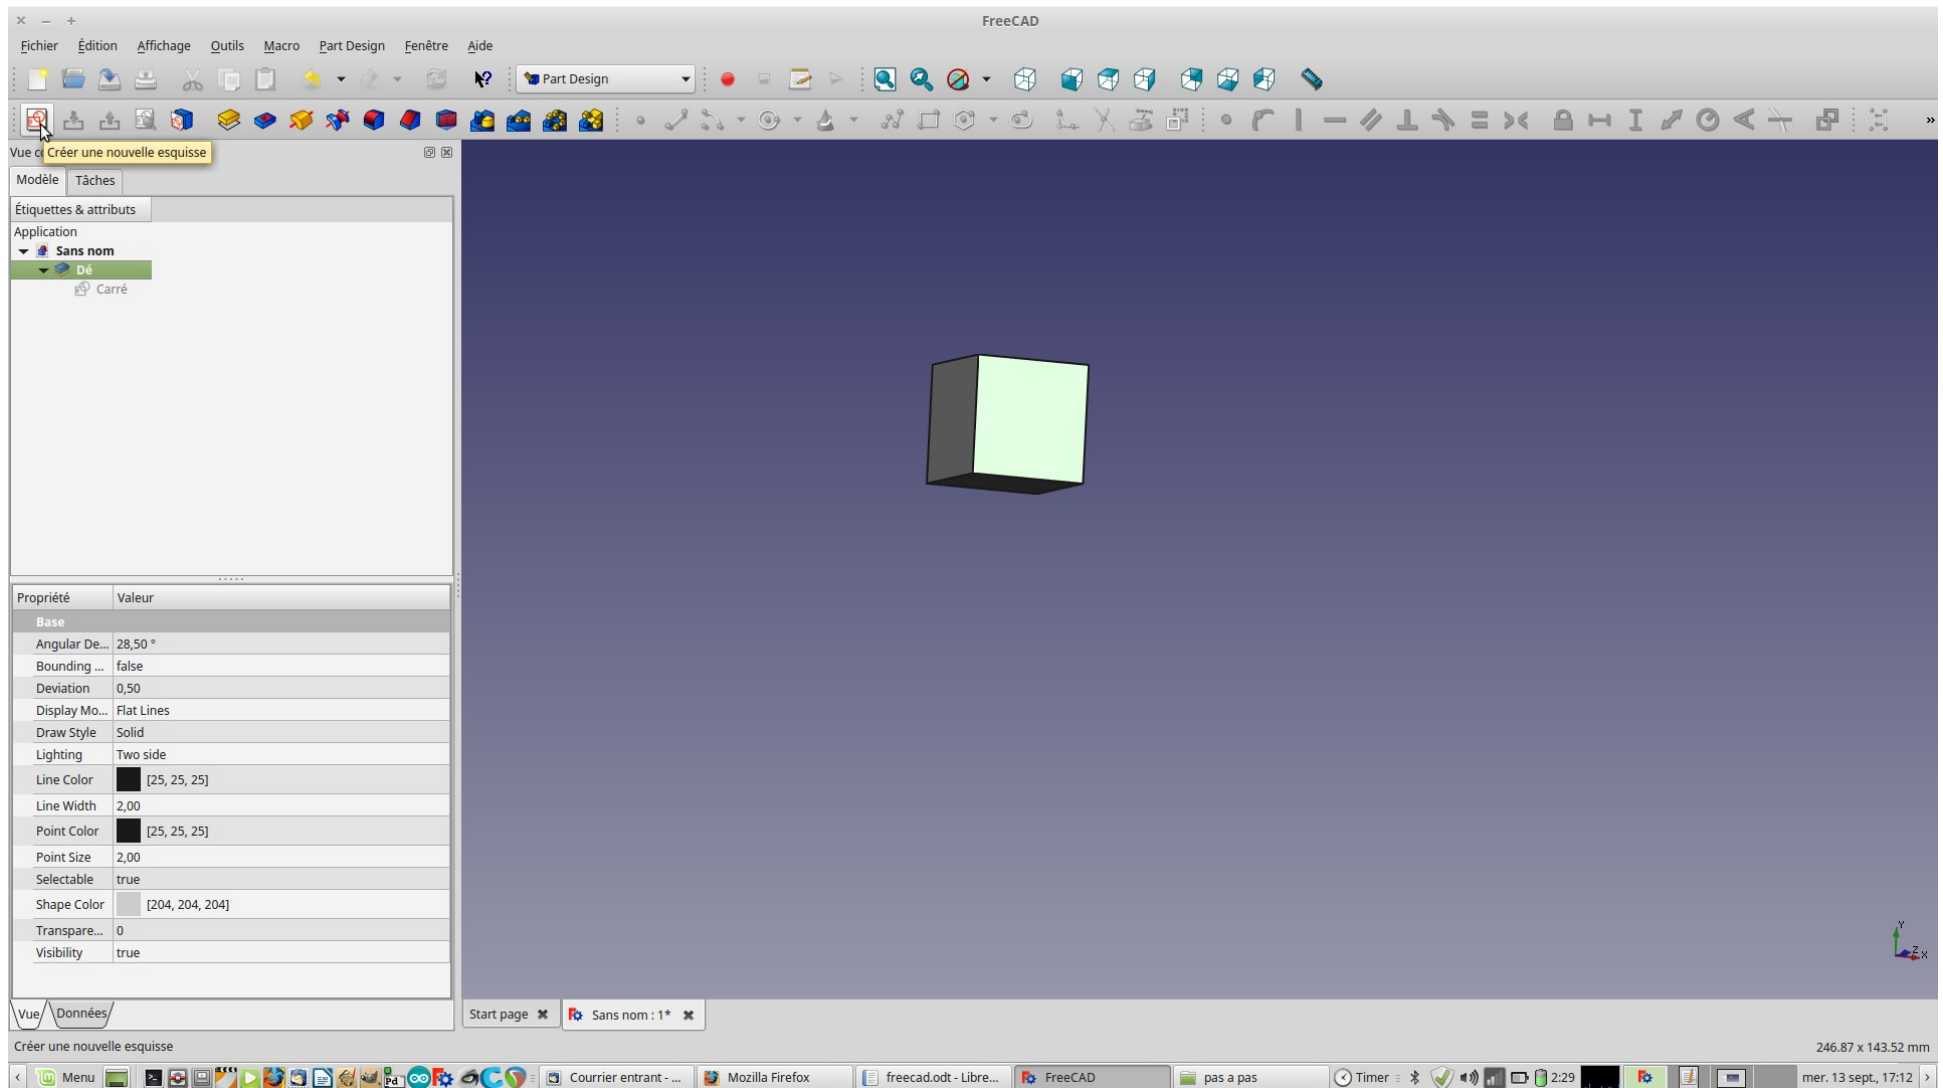 FreeCAD
Fichier Édition Affichage Outils Macro Part Design Fenêtre Aide
Part Design
Créer une nouvelle esquisse
Modèle Tâches
Étiquettes & attributs
Application
Sans nom
Dé
Carré
Propriété Valeur
Base
Angular De... 28,50 °
Bounding ... false
Deviation 0,50
Display Mo... Flat Lines
Draw Style Solid
Lighting Two side
Line Color [25, 25, 25]
Line Width 2,00
Point Color [25, 25, 25]
Point Size 2,00
Selectable true
Shape Color [204, 204, 204]
Transpare... 0
Visibility true
Y
Z
X
Vue Données Start page Sans nom : 1*
Créer une nouvelle esquisse 246.87 x 143.52 mm
Menu Pd Courrier entrant - ... Mozilla Firefox freecad.odt - Libre... FreeCAD pas a pas Timer 2:29 mer. 13 sept., 17:12